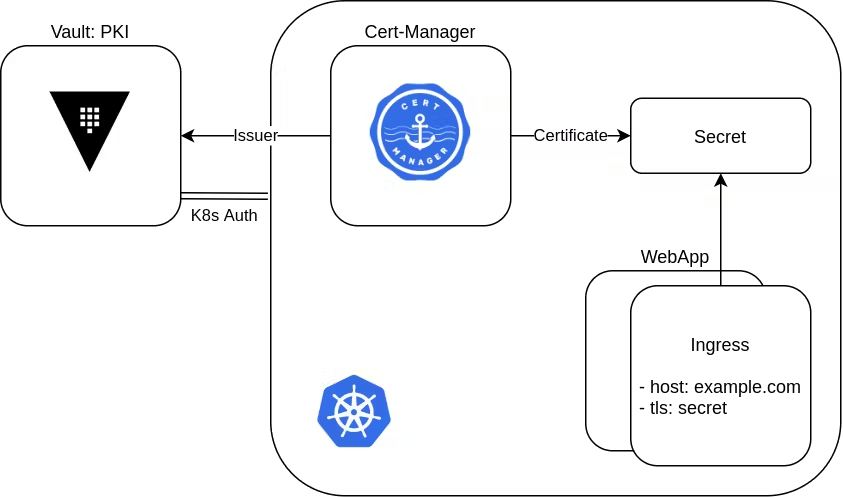 Vault: PKI
Cert-Manager
CERT
MANAGER
Issuer
Certificate
Secret
K8s Auth
WebApp
Ingress
- host: example.com
- tls: secret